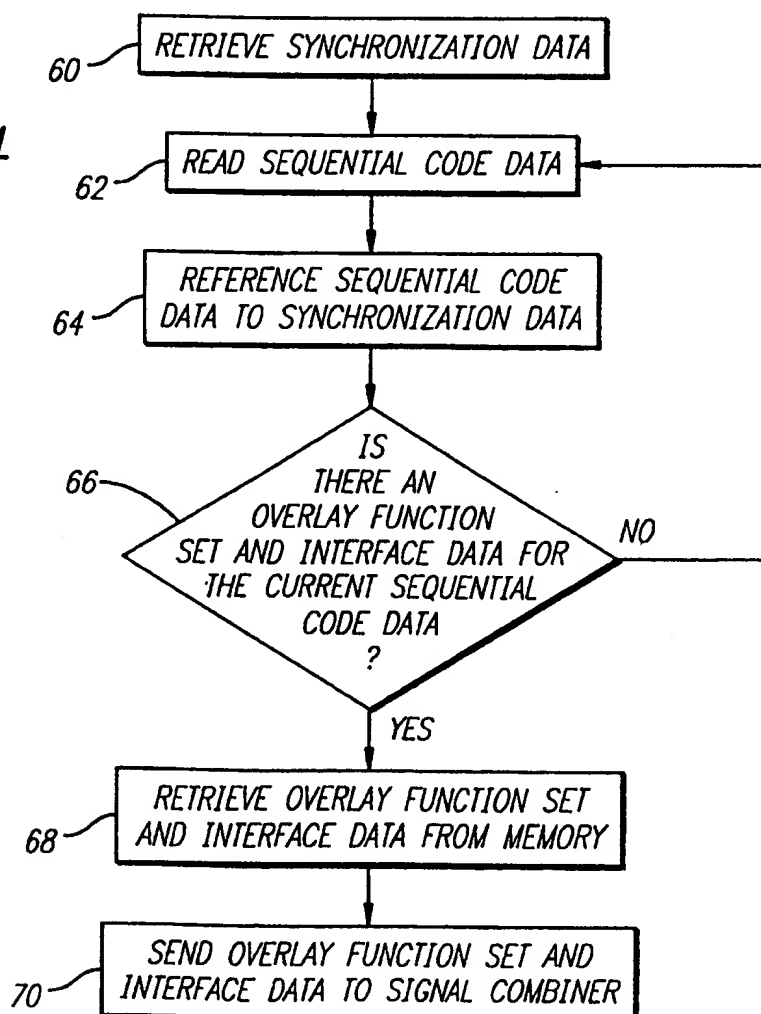 RETRIEVE SYNCHRONIZATION DATA
60
READ SEQUENTIAL CODE DATA
62
REFERENCE SEQUENTIAL CODE
DATA TO SYNCHRONIZATION DATA
64
IS
THERE AN
OVERLAY FUNCTION
SET AND INTERFACE DATA FOR
THE CURRENT SEQUENTIAL
CODE DATA
?
66
NO
YES
RETRIEVE OVERLAY FUNCTION SET
AND INTERFACE DATA FROM MEMORY
68
SEND OVERLAY FUNCTION SET AND
INTERFACE DATA TO SIGNAL COMBINER
70